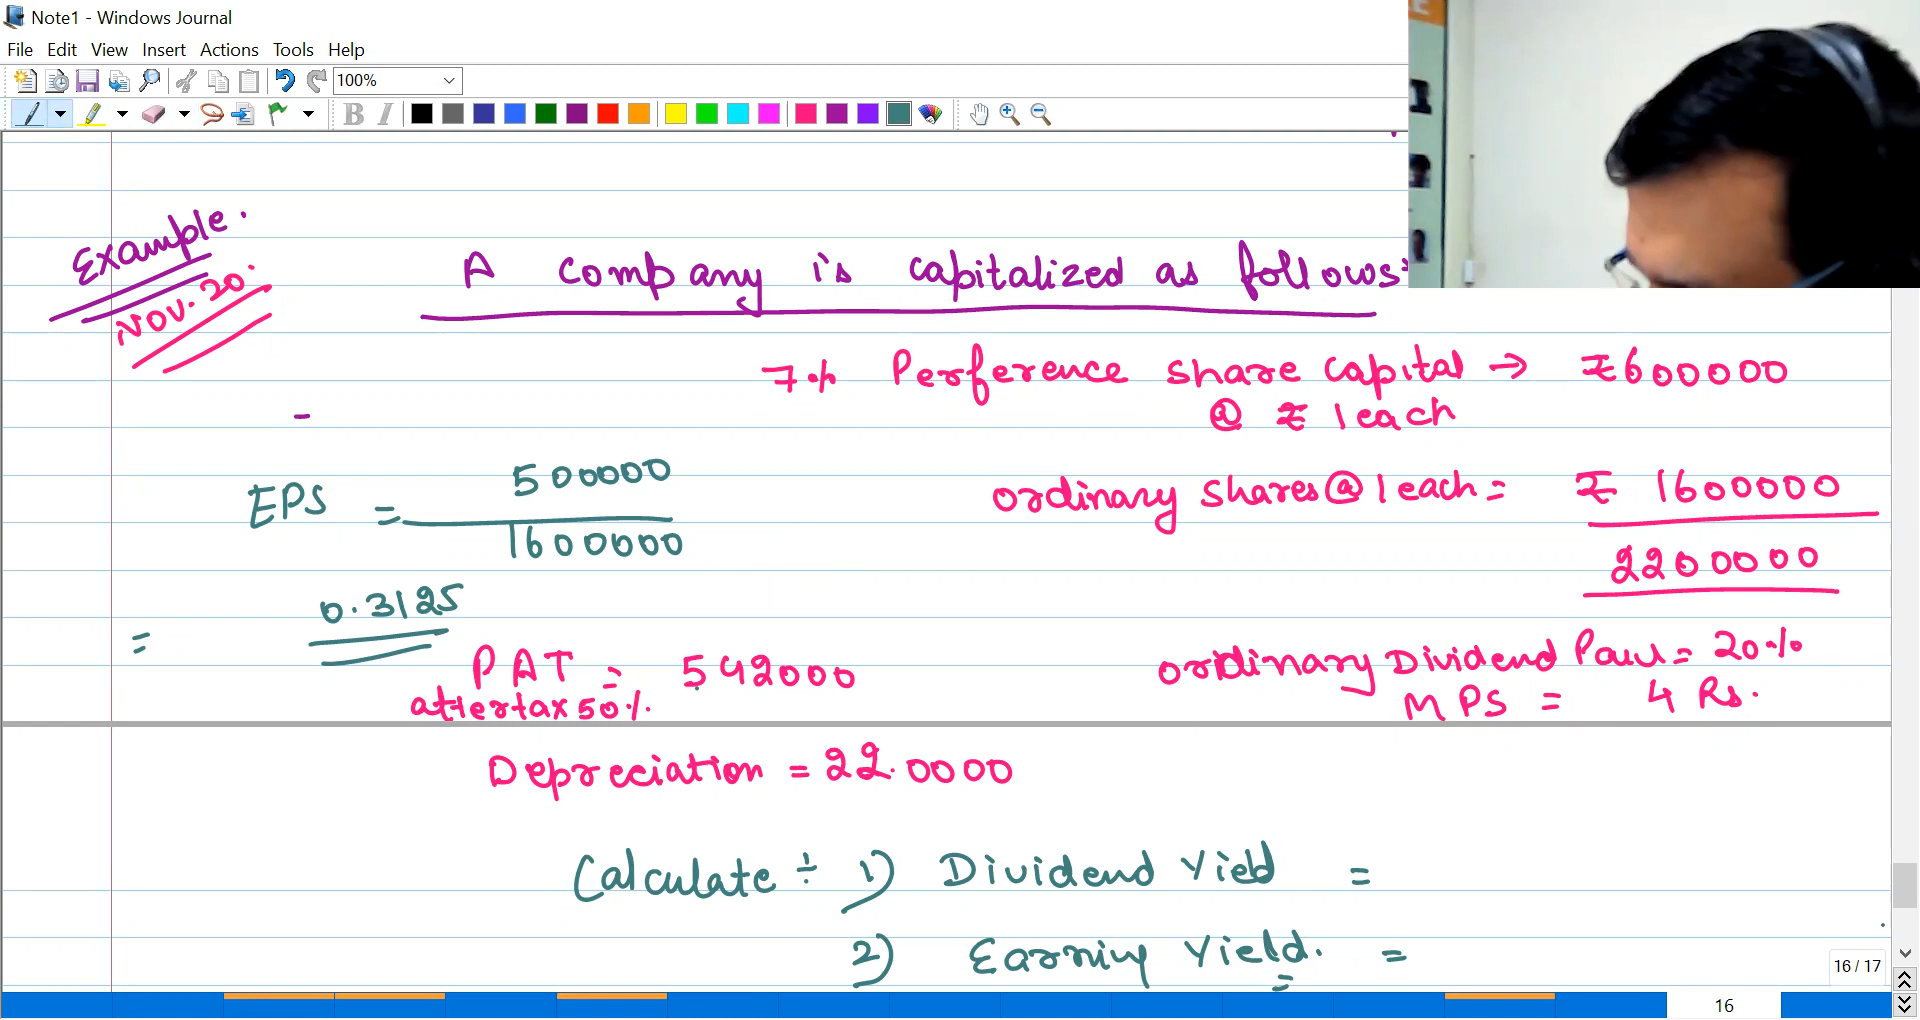 Note1 - Windows Journal
File Edit View Insert Actions Tools Help
100%
B I
Example.
Nov. 20.
A company is capitalized as follows:
7% Perference share capital → ₹600000
@ ₹ 1 each
ordinary shares @ 1 each = ₹ 1600000
2200000
EPS = 500000
1600000
= 0.3125
PAT = 542000
after tax 50%.
ordinary Dividend Paid = 20%
MPS = 4 Rs.
Depreciation = 22.0000
Calculate ÷ 1) Dividend Yield =
2) Earning Yield. =
16 / 17
16